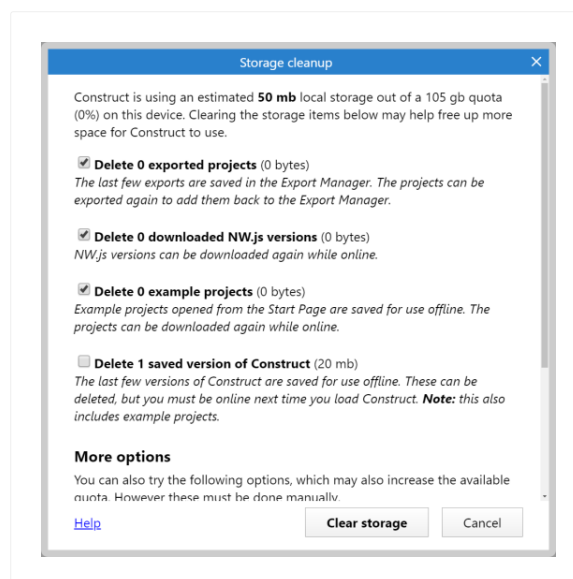 Storage cleanup
Construct is using an estimated 50 mb local storage out of a 105 gb quota
(0%) on this device. Clearing the storage items below may help free up more
space for Construct to use.
Delete 0 exported projects (0 bytes)
The last few exports are saved in the Export Manager. The projects can be
exported again to add them back to the Export Manager.
Delete 0 downloaded NW.js versions (0 bytes)
NW.js versions can be downloaded again while online.
Delete 0 example projects (0 bytes)
Example projects opened from the Start Page are saved for use offline. The
projects can be downloaded again while online.
Delete 1 saved version of Construct (20 mb)
The last few versions of Construct are saved for use offline. These can be
deleted, but you must be online next time you load Construct. Note: this also
includes example projects.
More options
You can also try the following options, which may also increase the available
quota. However these must be done manually.
Help
Clear storage
Cancel